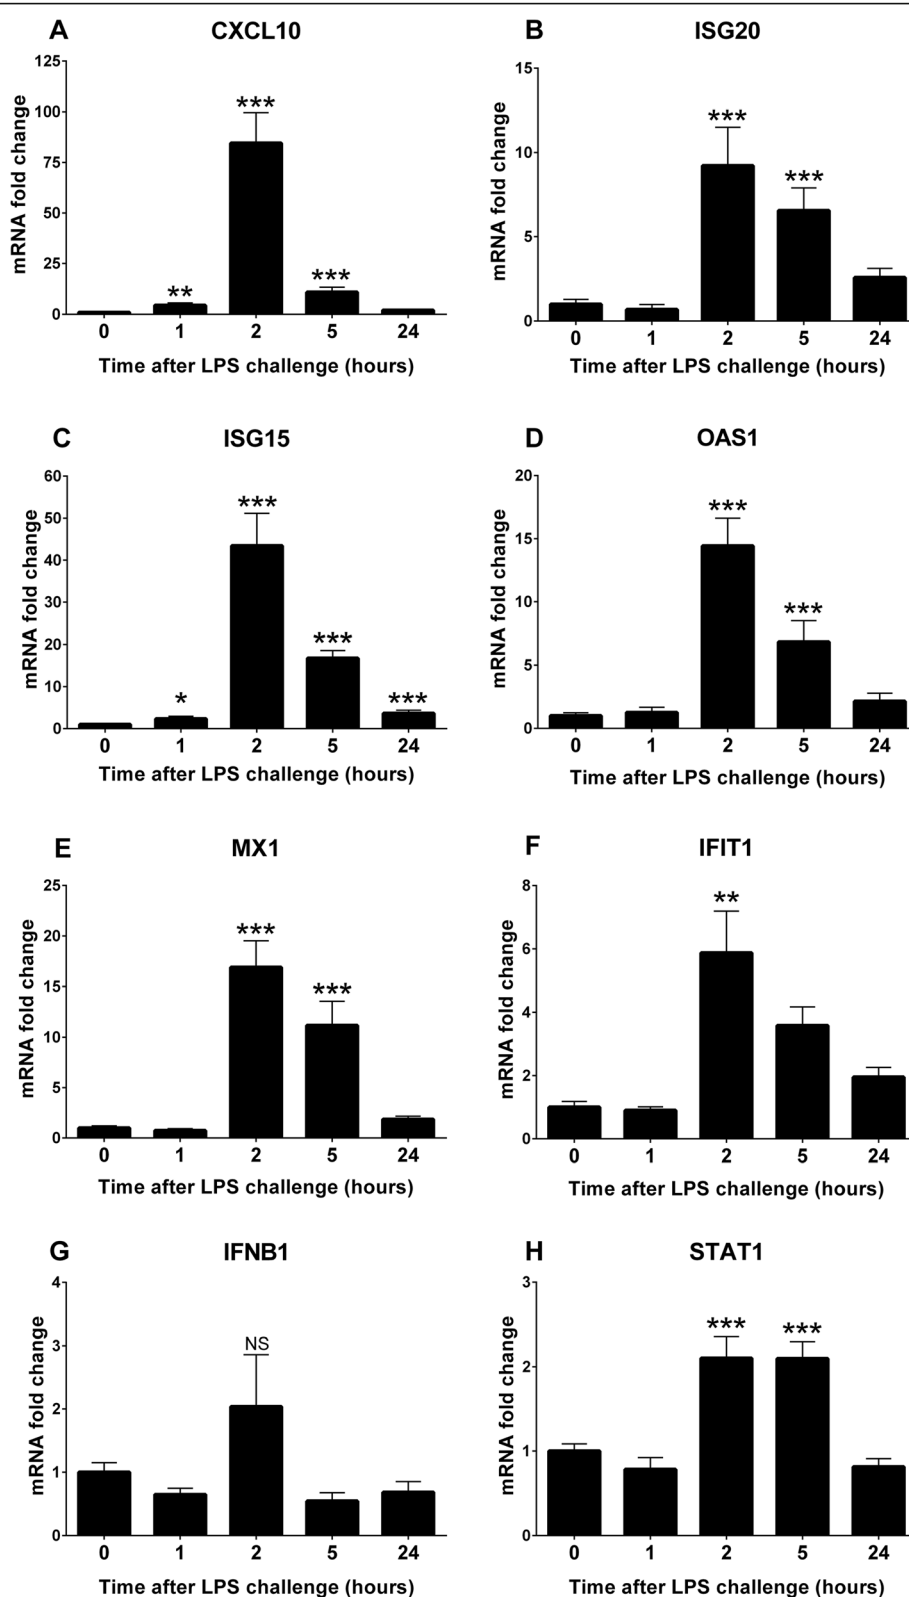 A CXCL10
mRNA fold change
125
100
75
50
25
0
***
**
***
0 1 2 5 24
Time after LPS challenge (hours)
B ISG20
mRNA fold change
15
10
5
0
***
***
0 1 2 5 24
Time after LPS challenge (hours)
C ISG15
mRNA fold change
60
50
40
30
20
10
0
*
***
***
***
0 1 2 5 24
Time after LPS challenge (hours)
D OAS1
mRNA fold change
20
15
10
5
0
***
***
0 1 2 5 24
Time after LPS challenge (hours)
E MX1
mRNA fold change
25
20
15
10
5
0
***
***
0 1 2 5 24
Time after LPS challenge (hours)
F IFIT1
mRNA fold change
8
6
4
2
0
**
0 1 2 5 24
Time after LPS challenge (hours)
G IFNB1
mRNA fold change
4
3
2
1
0
NS
0 1 2 5 24
Time after LPS challenge (hours)
H STAT1
mRNA fold change
3
2
1
0
***
***
0 1 2 5 24
Time after LPS challenge (hours)